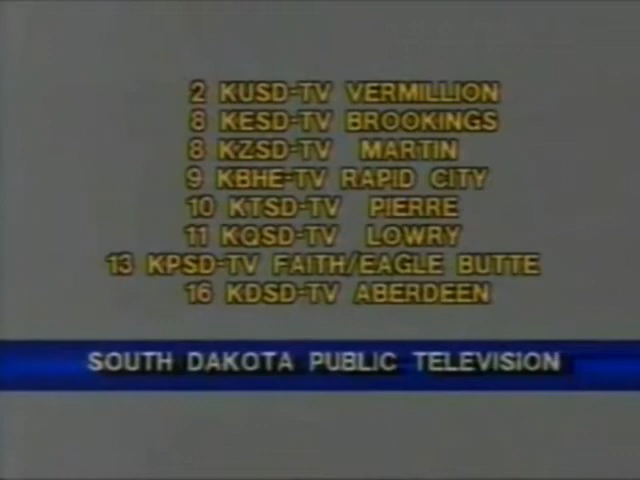 2 KUSD-TV VERMILLION
8 KESD-TV BROOKINGS
8 KZSD-TV MARTIN
9 KBHE-TV RAPID CITY
10 KTSD-TV PIERRE
11 KQSD-TV LOWRY
13 KPSD-TV FAITH/EAGLE BUTTE
16 KDSD-TV ABERDEEN
SOUTH DAKOTA PUBLIC TELEVISION